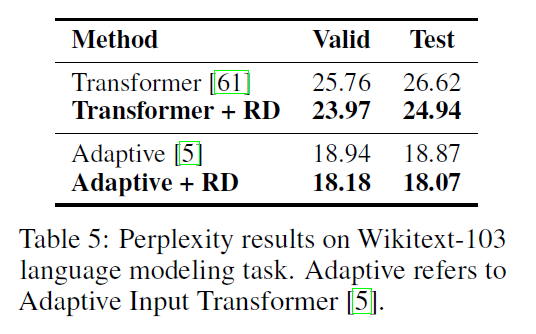 Method Valid Test
Transformer [61] 25.76 26.62
Transformer + RD 23.97 24.94
Adaptive [5] 18.94 18.87
Adaptive + RD 18.18 18.07
Table 5: Perplexity results on Wikitext-103
language modeling task. Adaptive refers to
Adaptive Input Transformer [5].